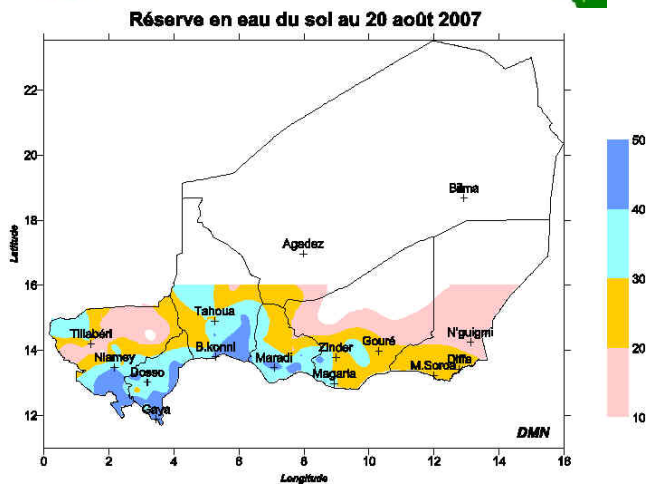 Réserve en eau du sol au 20 août 2007
22
20
18
16
14
12
Latitude
Bilma
Agadez
Tahoua
Tillabéri
N'guigmi
Gouré
Zinder
B.konni
Niamey
Maradi
Diffa
M.Soroa
Dosso
Magaria
Gaya
DMN
0 2 4 6 8 10 12 14 16 18
Longitude
50
40
30
20
10